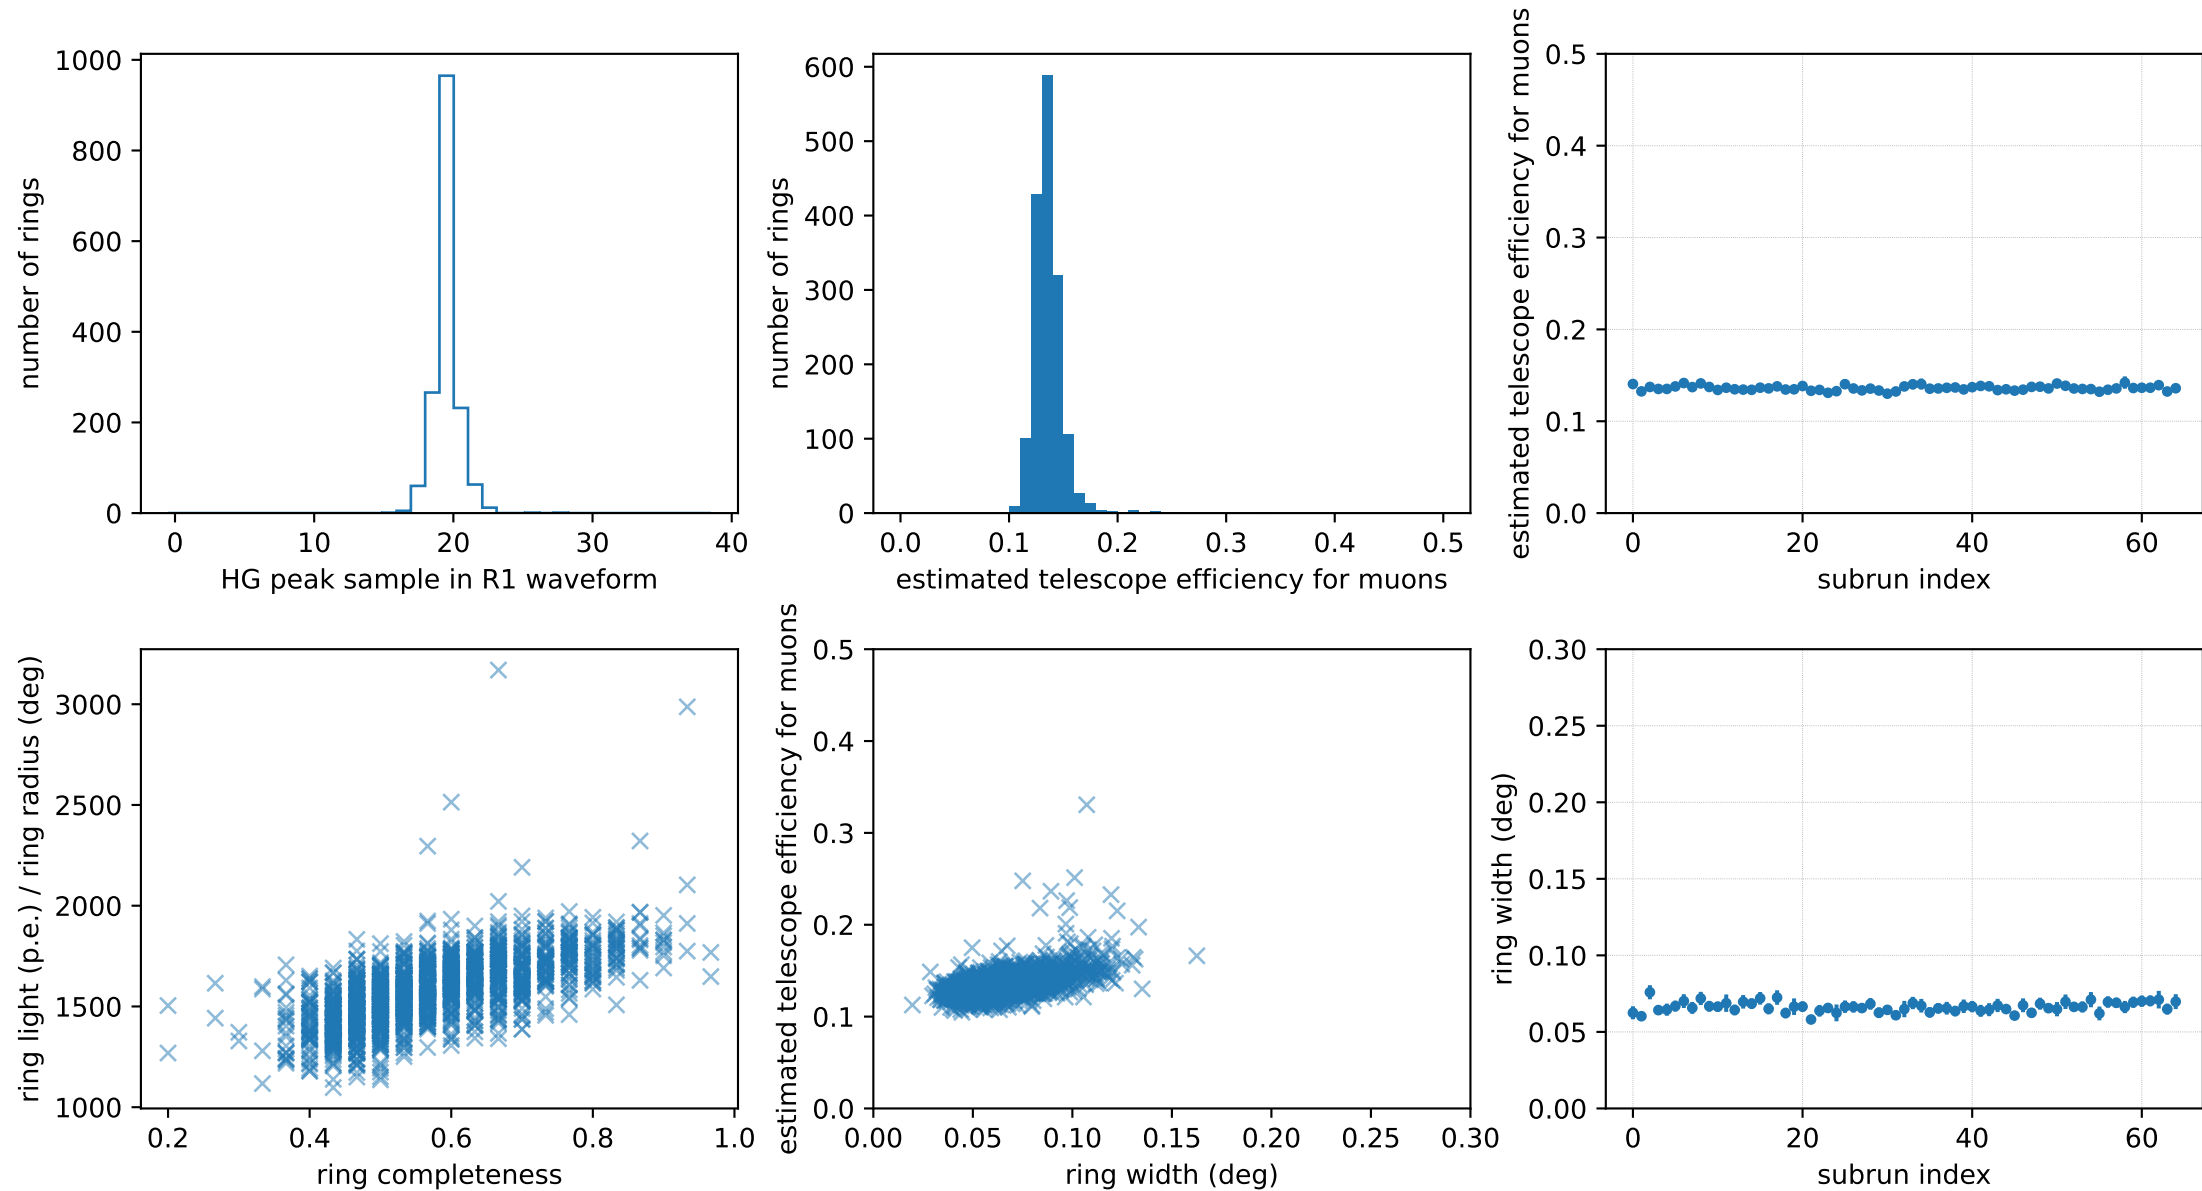 number of rings
1000
800
600
400
200
0
0 10 20 30 40
HG peak sample in R1 waveform
number of rings
600
500
400
300
200
100
0
0.0 0.1 0.2 0.3 0.4 0.5
estimated telescope efficiency for muons
estimated telescope efficiency for muons
0.5
0.4
0.3
0.2
0.1
0.0
0 20 40 60
subrun index
ring light (p.e.) / ring radius (deg)
3000
2500
2000
1500
1000
0.2 0.4 0.6 0.8 1.0
ring completeness
estimated telescope efficiency for muons
0.5
0.4
0.3
0.2
0.1
0.0
0.00 0.05 0.10 0.15 0.20 0.25 0.30
ring width (deg)
ring width (deg)
0.30
0.25
0.20
0.15
0.10
0.05
0.00
0 20 40 60
subrun index